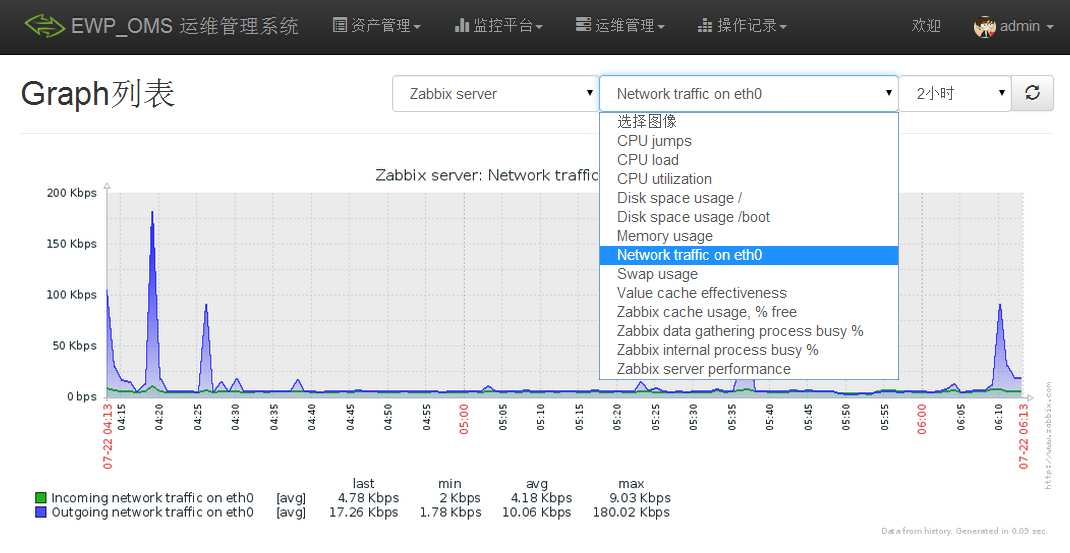 EWP_OMS 运维管理系统 资产管理 监控平台 运维管理 操作记录 欢迎 admin
Graph列表 Zabbix server Network traffic on eth0 2小时
选择图像
CPU jumps
CPU load
CPU utilization
Disk space usage /
Disk space usage /boot
Memory usage
Network traffic on eth0
Swap usage
Value cache effectiveness
Zabbix cache usage, % free
Zabbix data gathering process busy %
Zabbix internal process busy %
Zabbix server performance
Zabbix server: Network traffic
200 Kbps
150 Kbps
100 Kbps
50 Kbps
0 bps
07-22 04:13 04:15 04:20 04:25 04:30 04:35 04:40 04:45 04:50 04:55 05:00 05:05 05:10 05:15 05:20 05:25 05:30 05:35 05:40 05:45 05:50 05:55 06:00 06:05 06:10 07-22 06:13
http://www.zabbix.com
last min avg max
Incoming network traffic on eth0 [avg] 4.78 Kbps 2 Kbps 4.18 Kbps 9.03 Kbps
Outgoing network traffic on eth0 [avg] 17.26 Kbps 1.78 Kbps 10.06 Kbps 180.02 Kbps
Data from history. Generated in 0.09 sec.